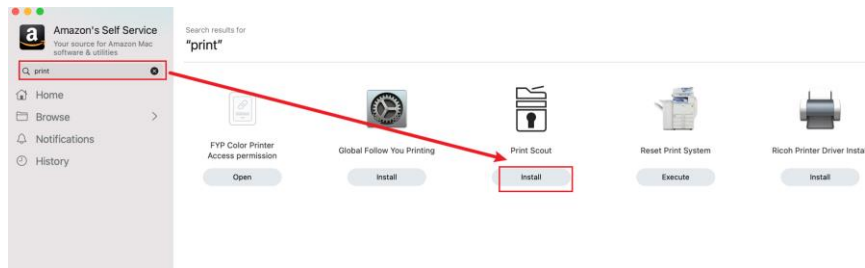 Amazon's Self Service
Your source for Amazon Mac
software & utilities
print
Home
Browse
Notifications
History
Search results for
"print"
FYP Color Printer
Access permission
Open
Global Follow You Printing
Install
Print Scout
Install
Reset Print System
Execute
Ricoh Printer Driver Instal
Install